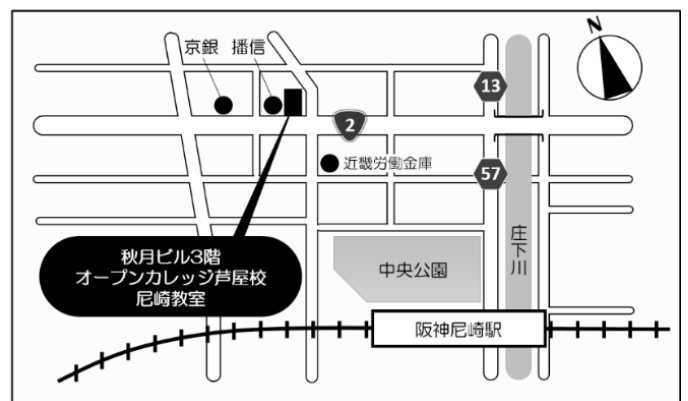 N
京銀 播信
13
2
近畿労働金庫
57
秋月ビル3階
オープンカレッジ芦屋校
尼崎教室
中央公園
庄下川
阪神尼崎駅